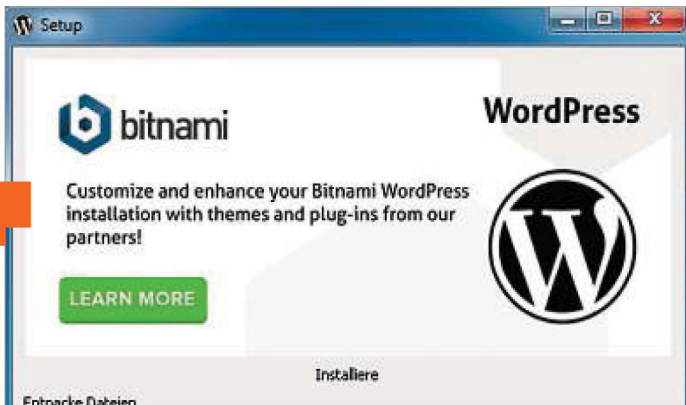 Setup
bitnami
WordPress
Customize and enhance your Bitnami WordPress
installation with themes and plug-ins from our
partners!
LEARN MORE
Installiere
Entpacke Dateien